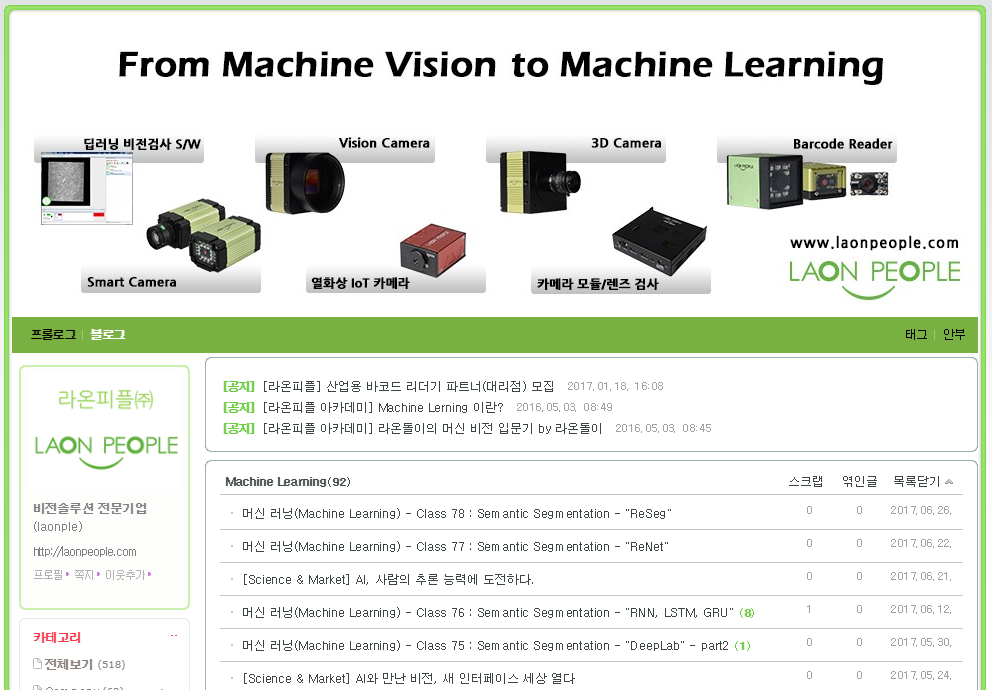 From Machine Vision to Machine Learning
딥러닝 비전검사 S/W
Vision Camera
3D Camera
Barcode Reader
Smart Camera
열화상 IoT 카메라
카메라 모듈/렌즈 검사
www.laonpeople.com
LAON PEOPLE
프롤로그 블로그
태그 안부
라온피플㈜
LAON PEOPLE
비전솔루션 전문기업
(laonple)
http://laonpeople.com
프로필 쪽지 이웃추가
카테고리
전체보기 (518)
[공지] [라온피플] 산업용 바코드 리더기 파트너(대리점) 모집 2017.01.18. 16:08
[공지] [라온피플 아카데미] Machine Lerning 이란? 2016.05.03. 08:49
[공지] [라온피플 아카데미] 라온돌이의 머신 비전 입문기 by 라온돌이 2016.05.03. 08:45
Machine Learning(92) 스크랩 엮인글 목록닫기
머신 러닝(Machine Learning) - Class 78 : Semantic Segmentation - "ReSeg" 0 0 2017.06.26.
머신 러닝(Machine Learning) - Class 77 : Semantic Segmentation - "ReNet" 0 0 2017.06.22.
[Science & Market] AI, 사람의 추론 능력에 도전하다. 0 0 2017.06.21.
머신 러닝(Machine Learning) - Class 76 : Semantic Segmentation - "RNN, LSTM, GRU" (8) 1 0 2017.06.12.
머신 러닝(Machine Learning) - Class 75 : Semantic Segmentation - "DeepLab" - part2 (1) 0 0 2017.05.30.
[Science & Market] AI와 만난 비전, 새 인터페이스 세상 열다 0 0 2017.05.24.